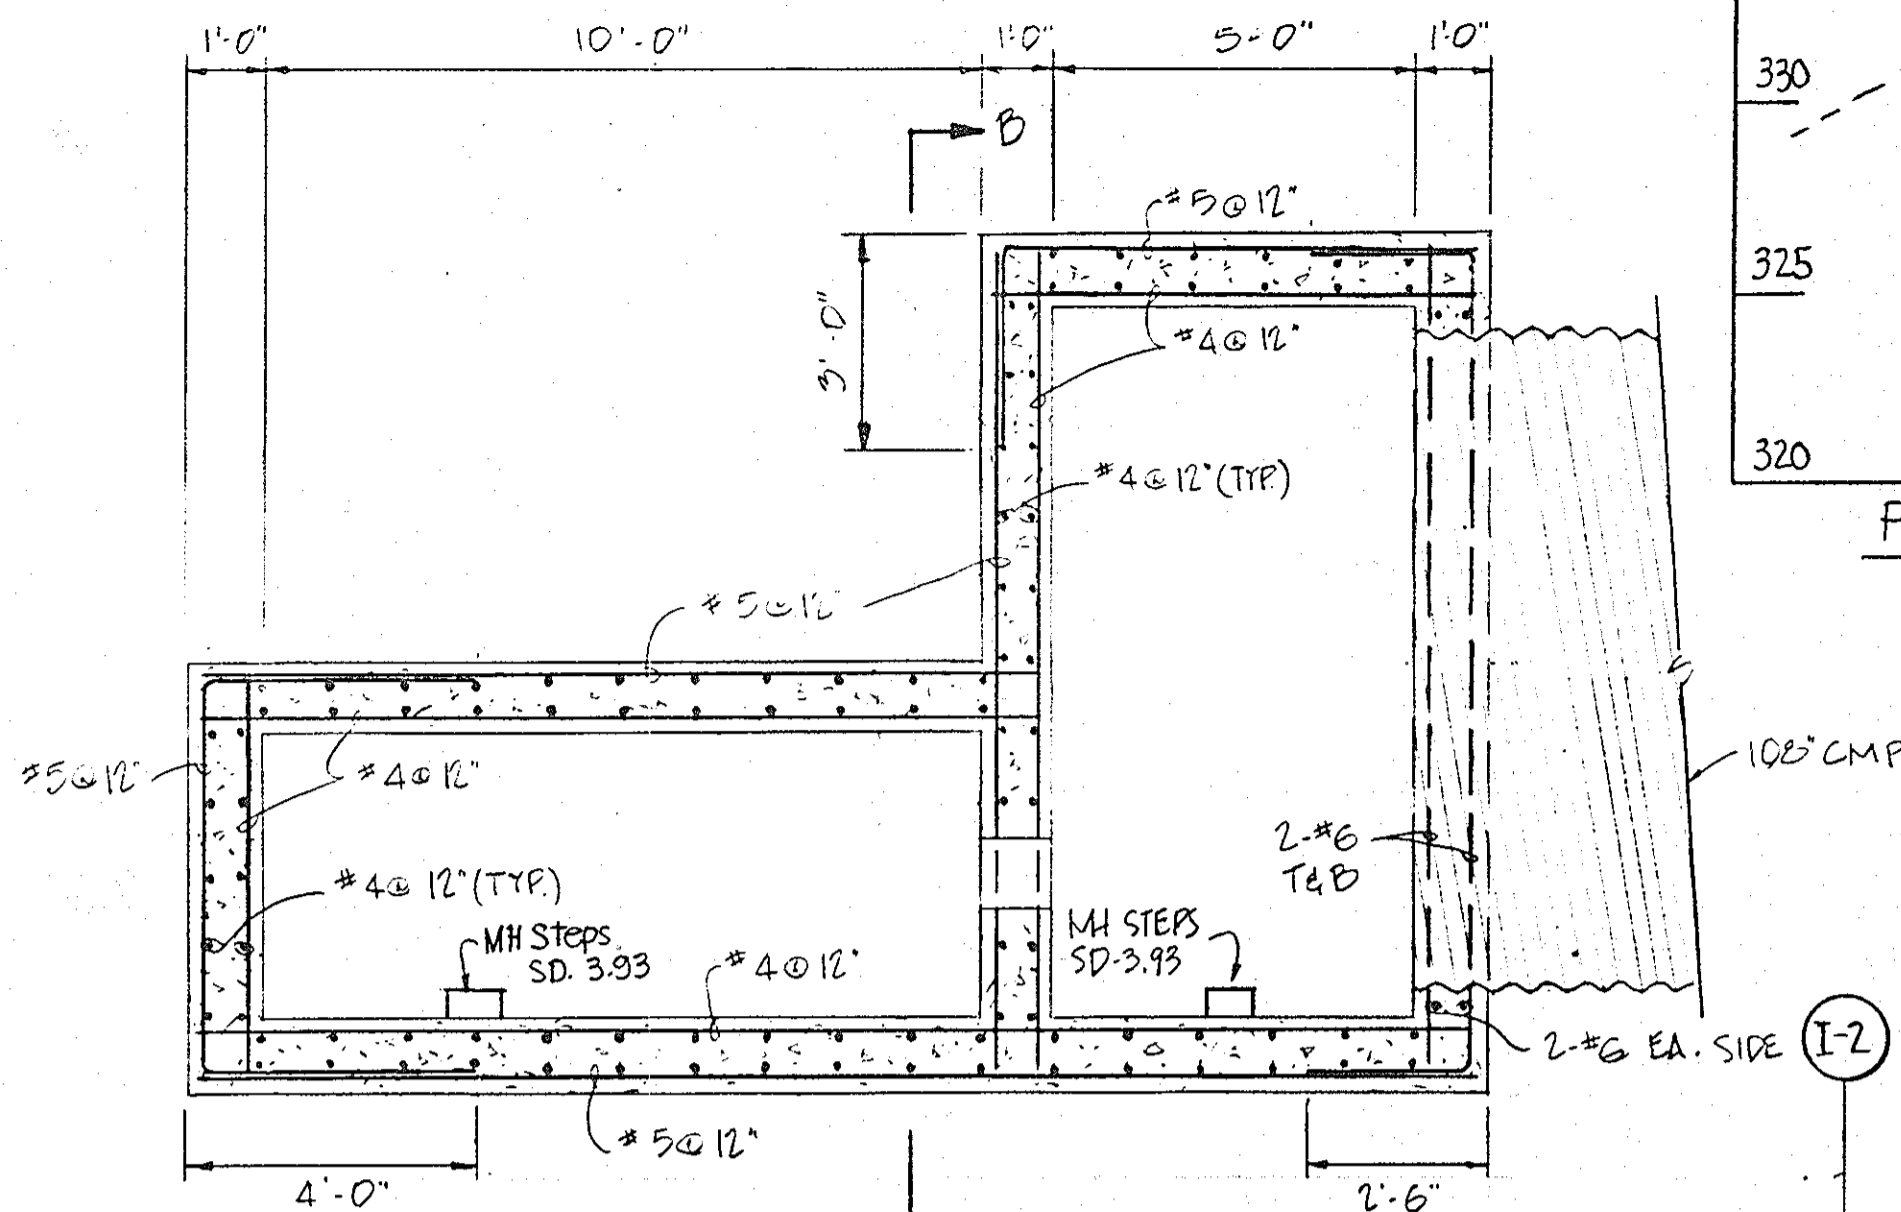 1'-0" 10'-0" 1'-0" 5'-0" 1'-0"
330
B
#5@12"
325
3'-0"
#4@12"
320
#4@12"(TYP.)
#5@12"
#5@12"
#4@12"
108" CMP
2-#6
T&B
#4@12"(TYP.)
MH Steps
SD. 3.93
#4@12"
MH STEPS
SD-3.93
2-#6 EA. SIDE
I-2
#5@12"
4'-0"
2'-6"